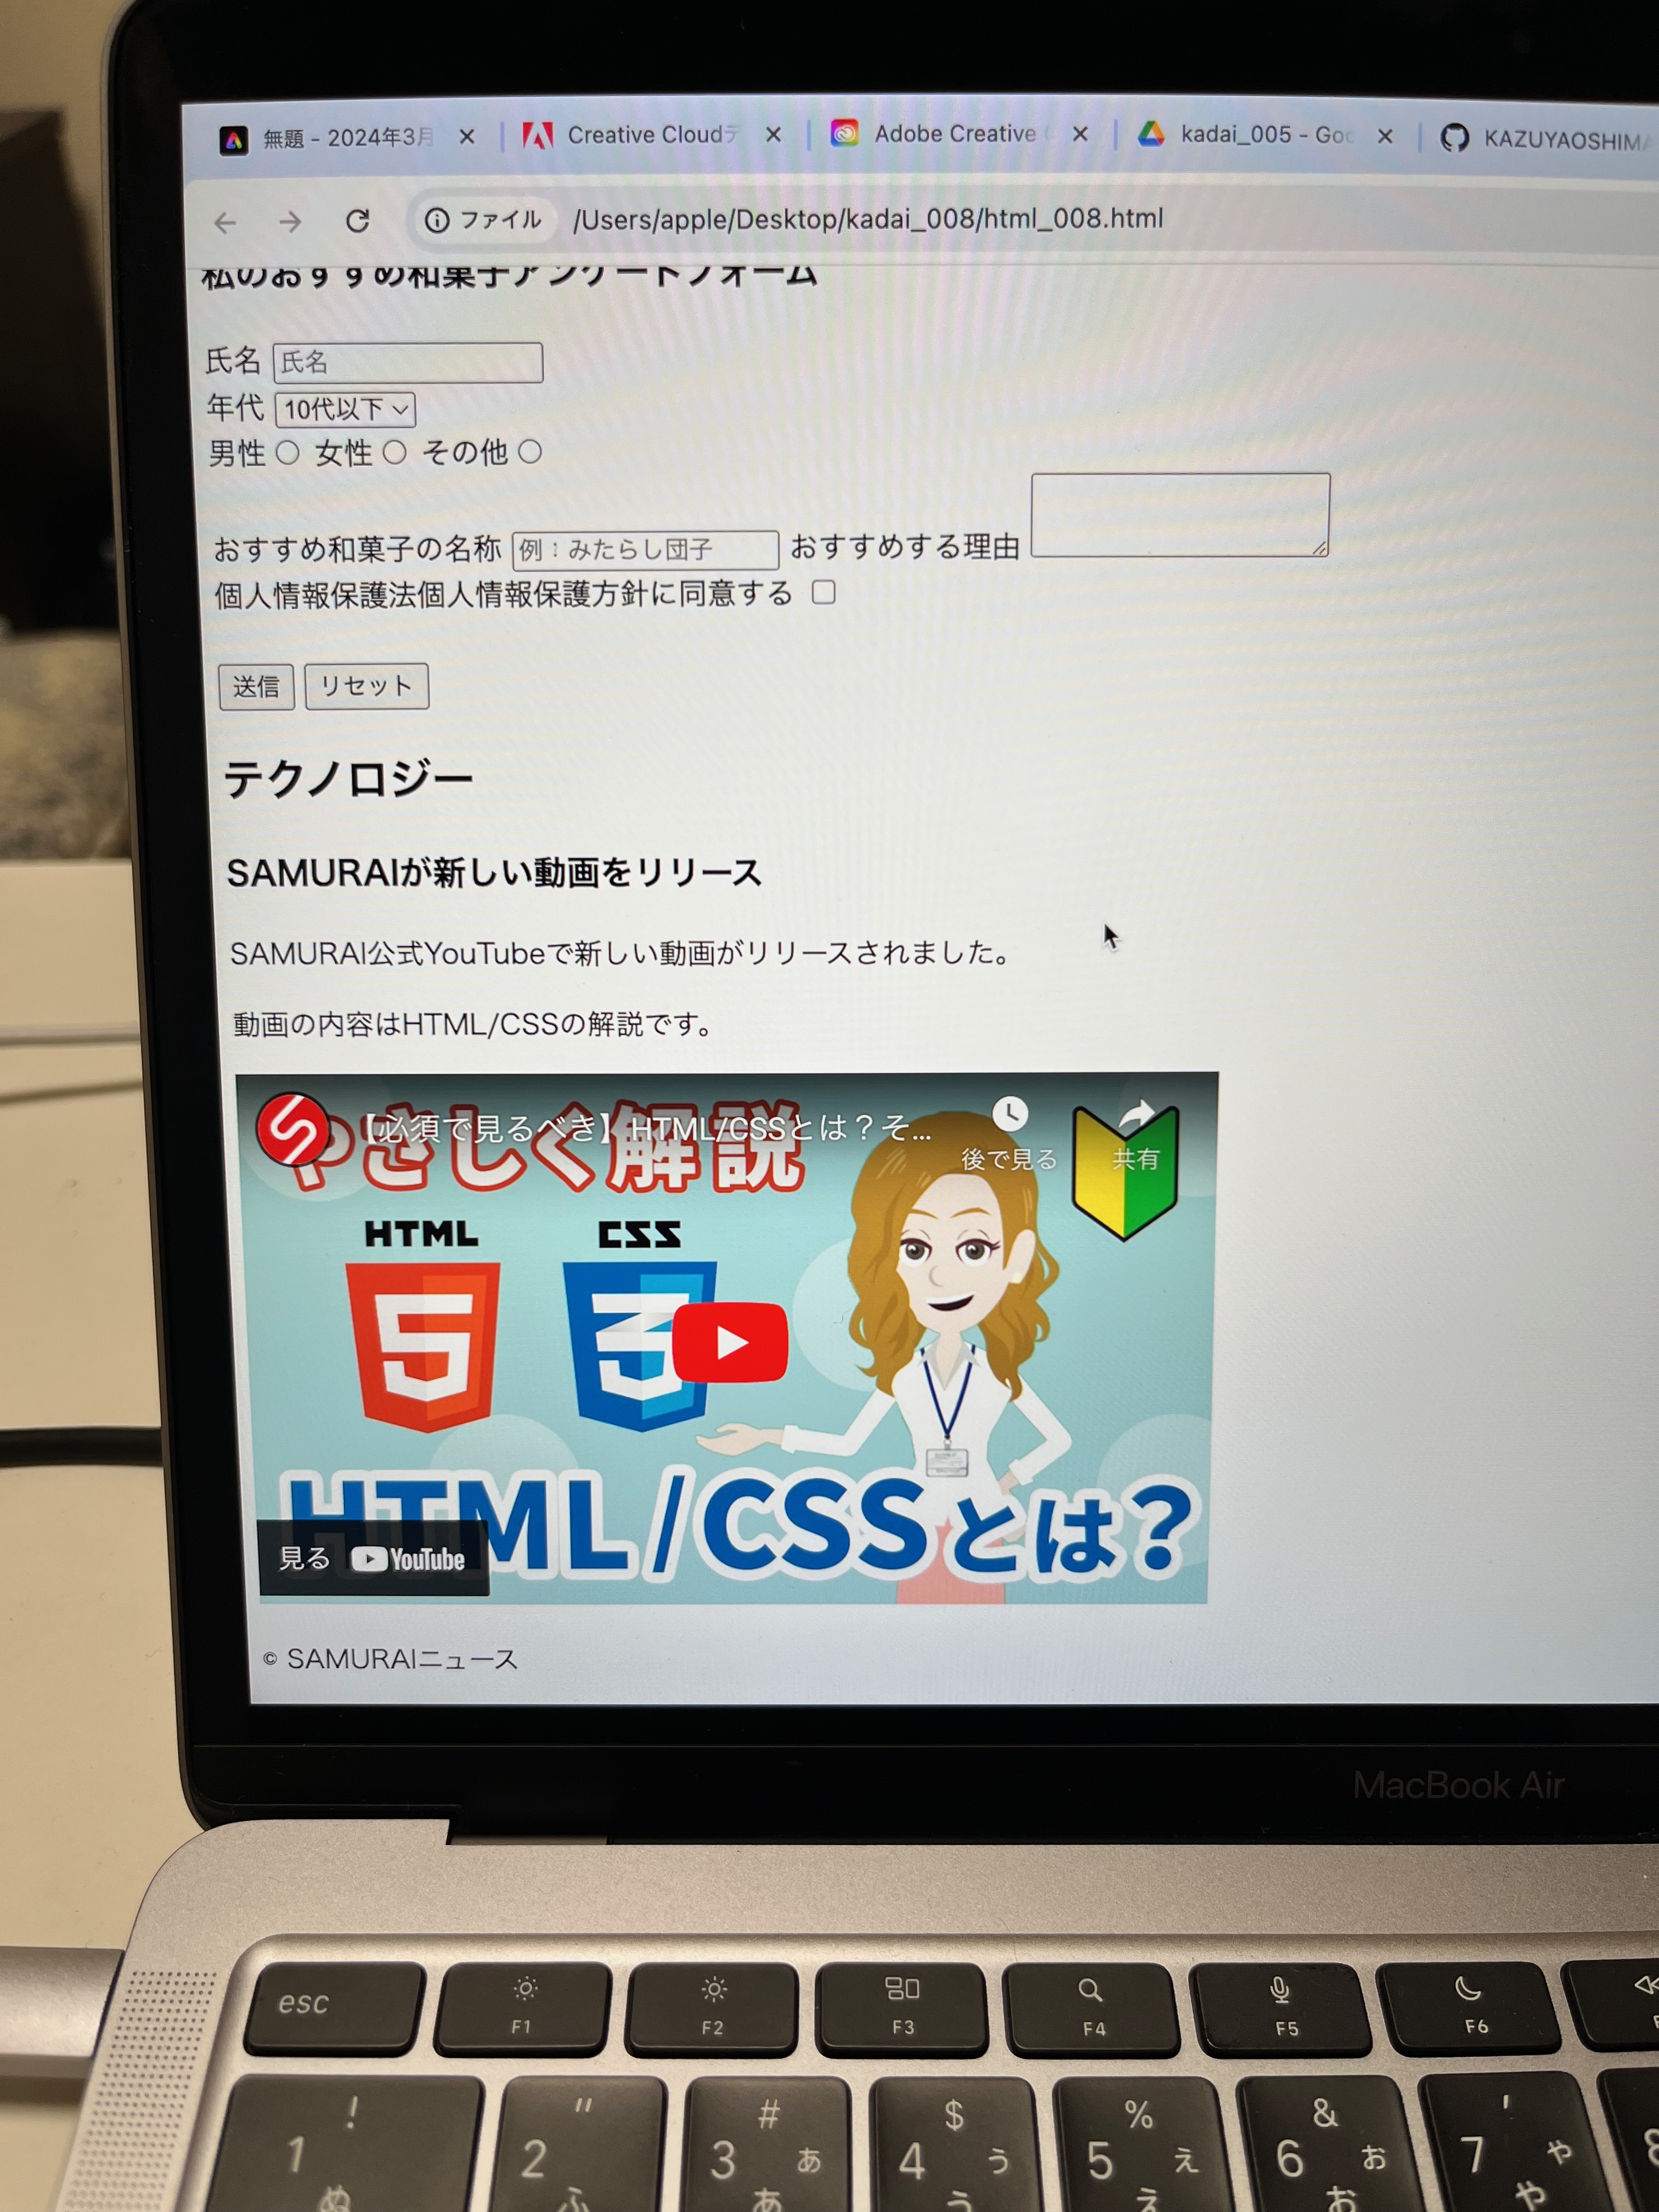 無題 - 2024年3月
Creative Cloudデ
Adobe Creative
kadai_005 - Goo
KAZUYAOSHIMA
ファイル /Users/apple/Desktop/kadai_008/html_008.html
私のおすすめ和菓子アンケートフォーム
氏名 氏名
年代 10代以下
男性 女性 その他
おすすめ和菓子の名称 例：みたらし団子 おすすめする理由
個人情報保護法個人情報保護方針に同意する
送信 リセット
テクノロジー
SAMURAIが新しい動画をリリース
SAMURAI公式YouTubeで新しい動画がリリースされました。
動画の内容はHTML/CSSの解説です。
【必須で見るべき】HTML/CSSとは？そ...
後で見る 共有
やさしく解説
HTML CSS
5 3
HTML/CSSとは？
見る YouTube
© SAMURAIニュース
MacBook Air
esc F1 F2 F3 F4 F5 F6
! " # $ % & '
1 2 3 あ 4 う 5 え 6 お 7 や
ぬ ふ あ う え お や